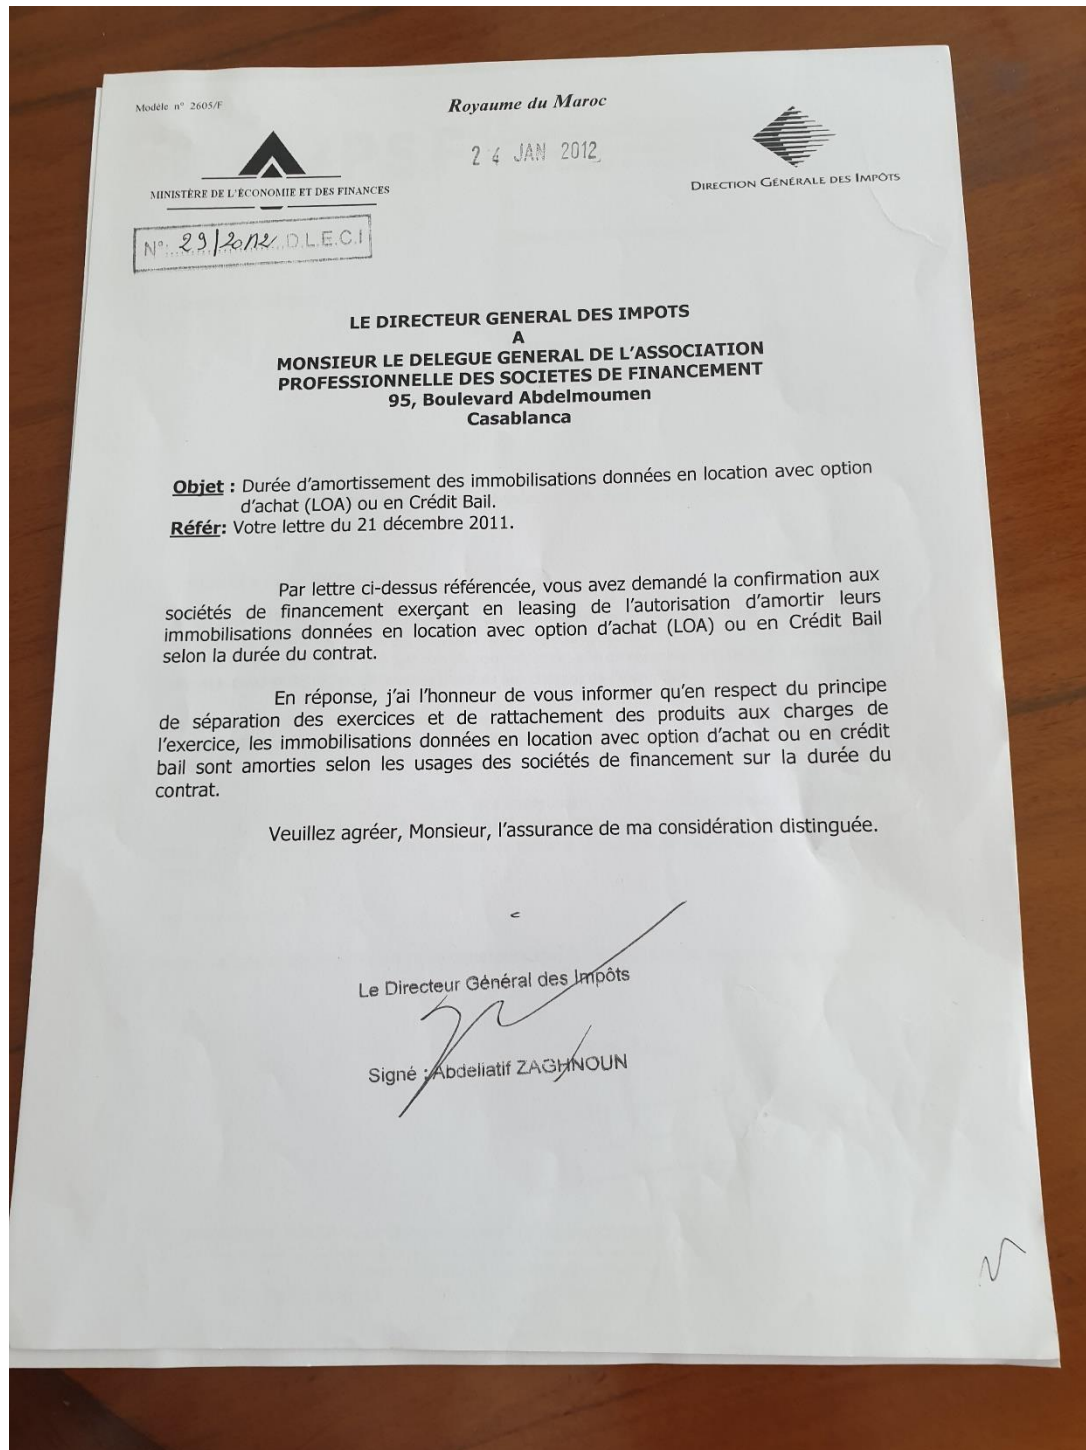 Modèle n° 2605/F
Royaume du Maroc
24 JAN 2012
MINISTÈRE DE L'ÉCONOMIE ET DES FINANCES
DIRECTION GÉNÉRALE DES IMPÔTS
N°: 29/2012 D.L.E.C.I
LE DIRECTEUR GENERAL DES IMPOTS
A
MONSIEUR LE DELEGUE GENERAL DE L'ASSOCIATION
PROFESSIONNELLE DES SOCIETES DE FINANCEMENT
95, Boulevard Abdelmoumen
Casablanca
Objet : Durée d'amortissement des immobilisations données en location avec option
d'achat (LOA) ou en Crédit Bail.
Référ: Votre lettre du 21 décembre 2011.
Par lettre ci-dessus référencée, vous avez demandé la confirmation aux
sociétés de financement exerçant en leasing de l'autorisation d'amortir leurs
immobilisations données en location avec option d'achat (LOA) ou en Crédit Bail
selon la durée du contrat.
En réponse, j'ai l'honneur de vous informer qu'en respect du principe
de séparation des exercices et de rattachement des produits aux charges de
l'exercice, les immobilisations données en location avec option d'achat ou en crédit
bail sont amorties selon les usages des sociétés de financement sur la durée du
contrat.
Veuillez agréer, Monsieur, l'assurance de ma considération distinguée.
Le Directeur Général des Impôts
Signé : Abdeliatif ZAGHNOUN